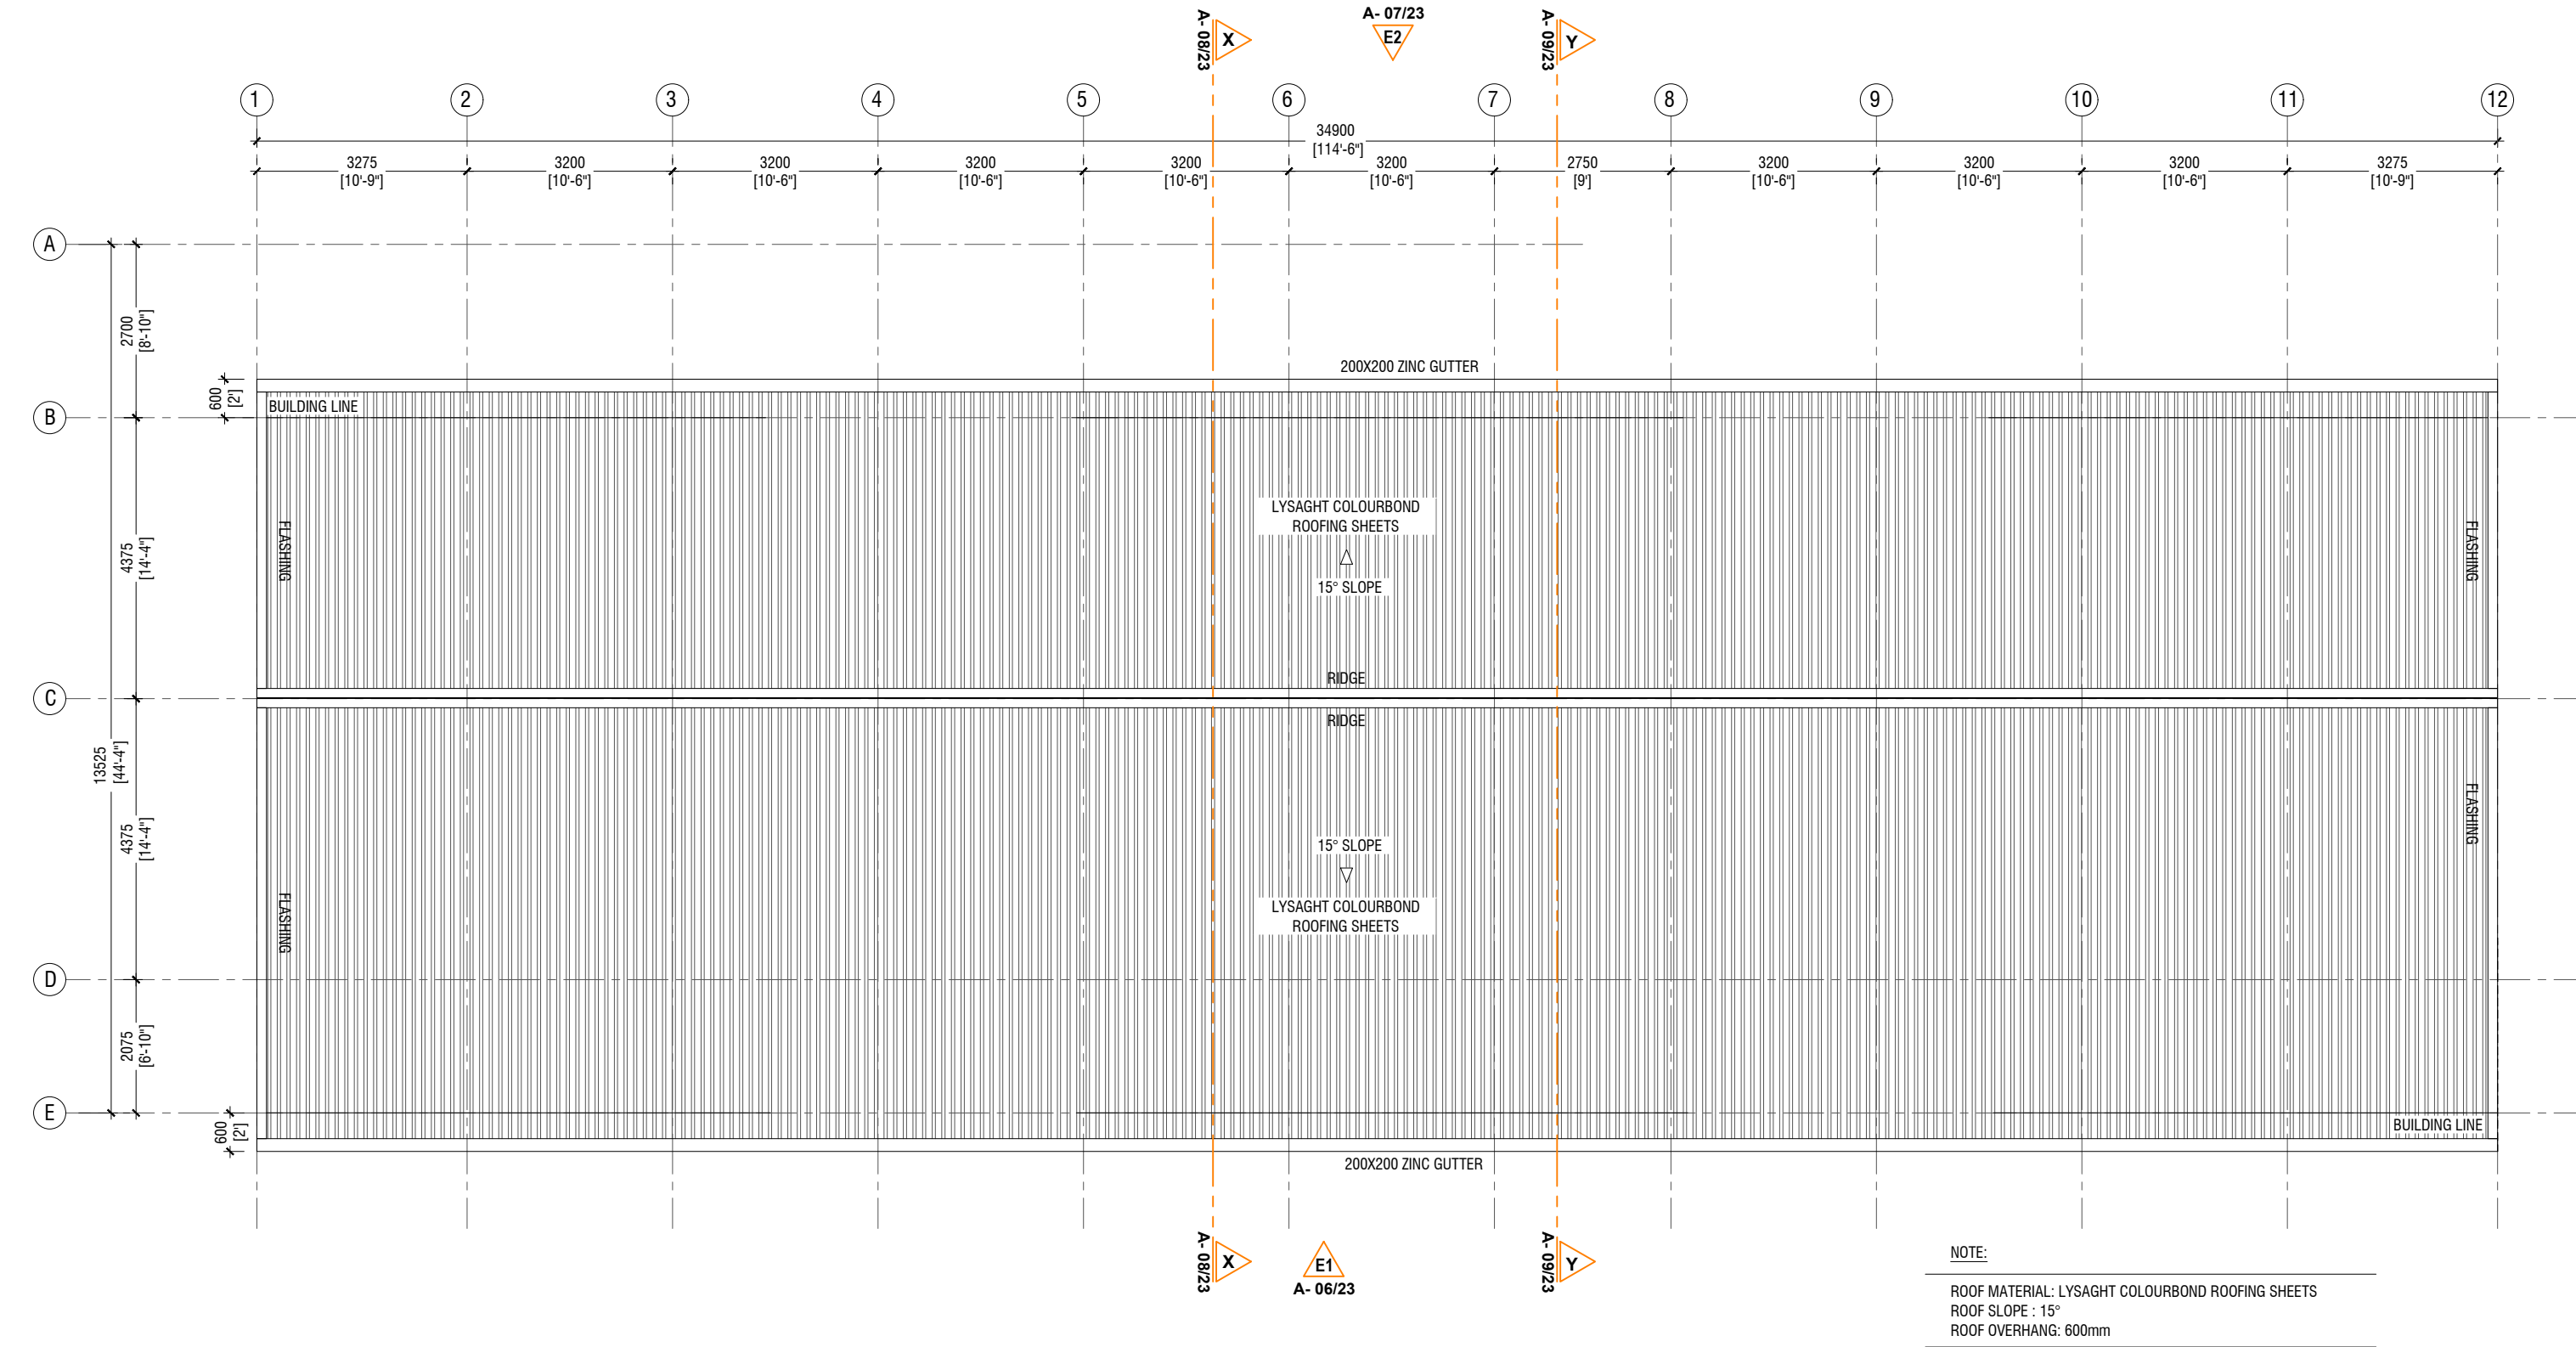 A- 07/23
E2
A- 08/23
X
A- 09/23
Y
1
2
3
4
5
6
7
8
9
10
11
12
34900
[114'-6"]
3275
[10'-9"]
3200
[10'-6"]
3200
[10'-6"]
3200
[10'-6"]
3200
[10'-6"]
3200
[10'-6"]
2750
[9']
3200
[10'-6"]
3200
[10'-6"]
3200
[10'-6"]
3275
[10'-9"]
A
2700
[8'-10"]
200X200 ZINC GUTTER
600
[2']
BUILDING LINE
B
LYSAGHT COLOURBOND
ROOFING SHEETS
FLASHING
FLASHING
4375
[14'-4"]
15° SLOPE
RIDGE
C
RIDGE
13525
[44'-4"]
4375
[14'-4"]
FLASHING
15° SLOPE
LYSAGHT COLOURBOND
ROOFING SHEETS
FLASHING
D
2075
[6'-10"]
E
600
[2']
BUILDING LINE
200X200 ZINC GUTTER
A- 08/23
X
E1
A- 06/23
A- 09/23
Y
NOTE:
ROOF MATERIAL: LYSAGHT COLOURBOND ROOFING SHEETS
ROOF SLOPE : 15°
ROOF OVERHANG: 600mm